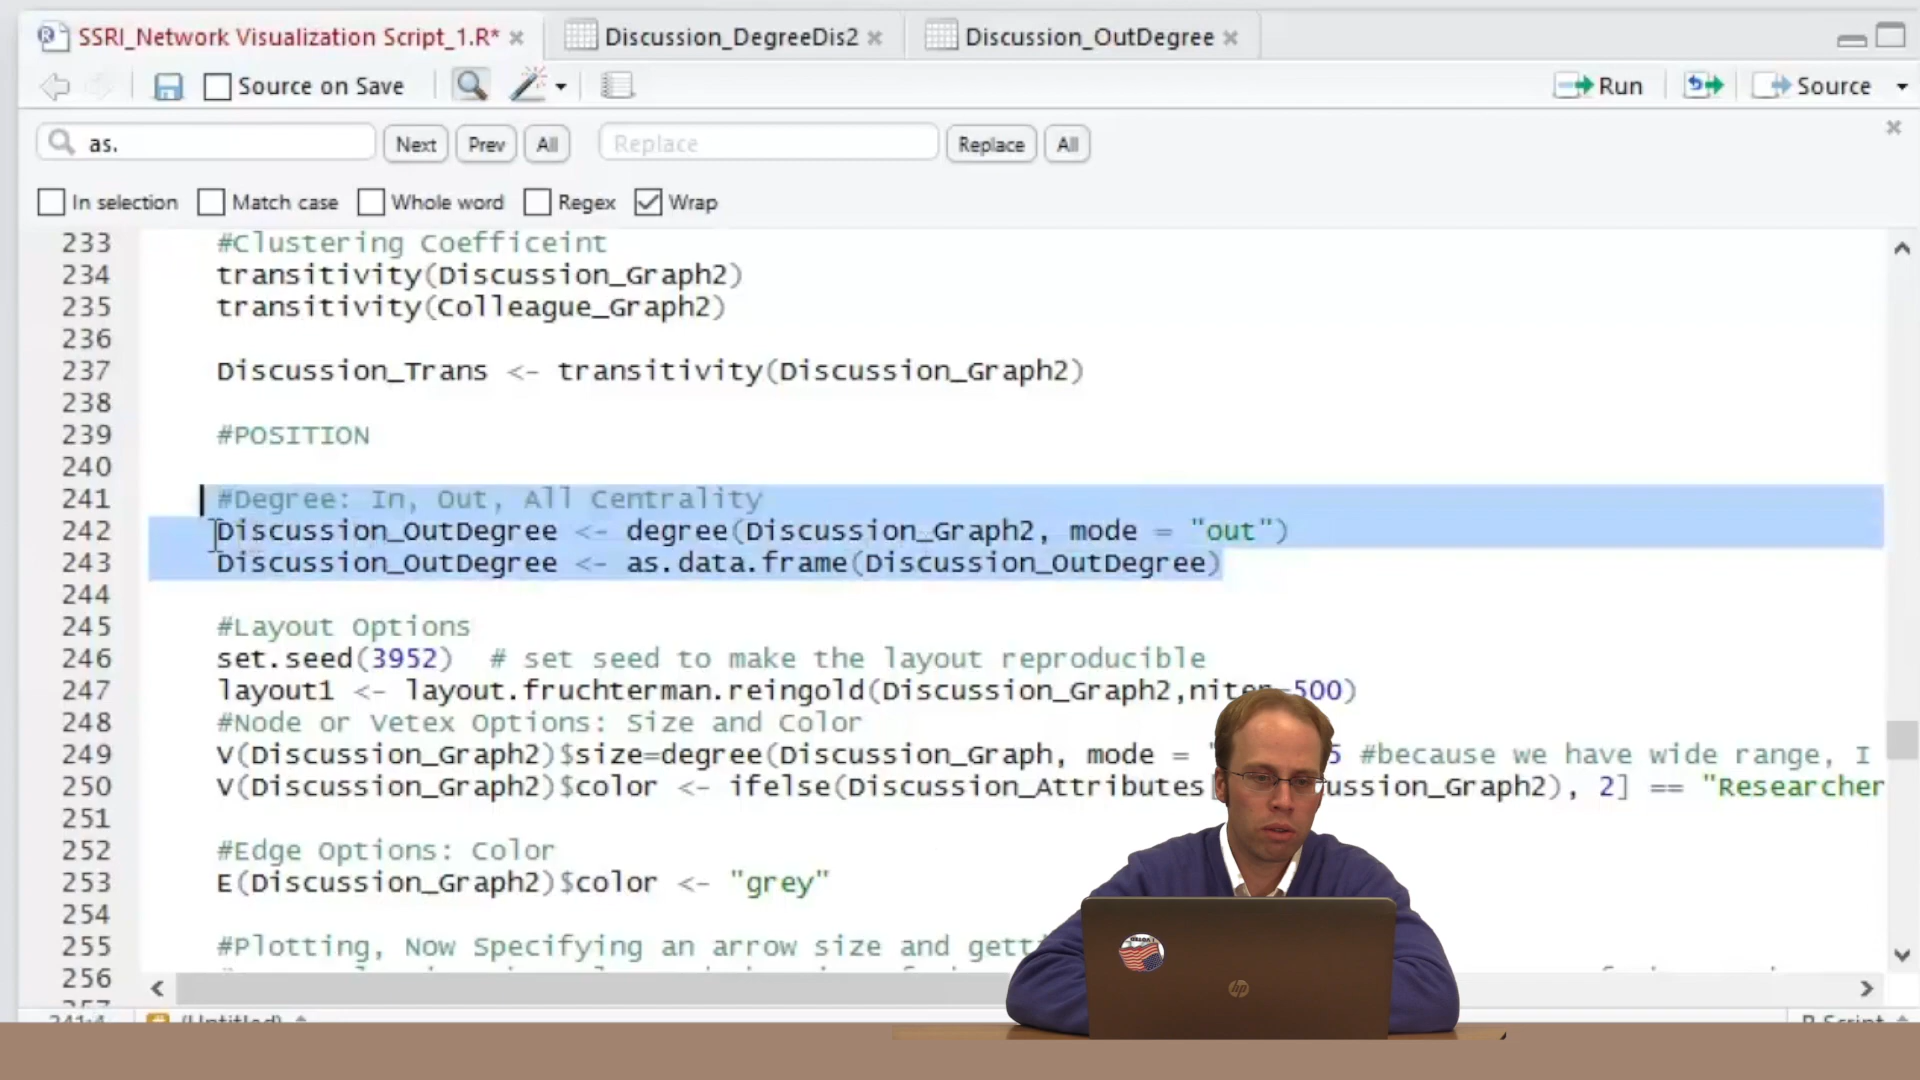 SSRI_Network Visualization Script_1.R* Discussion_DegreeDis2 Discussion_OutDegree
Source on Save Run Source
as. Next Prev All Replace Replace All
In selection Match case Whole word Regex Wrap
233 #Clustering Coefficeint
234 transitivity(Discussion_Graph2)
235 transitivity(Colleague_Graph2)
236
237 Discussion_Trans <- transitivity(Discussion_Graph2)
238
239 #POSITION
240
241 #Degree: In, Out, All Centrality
242 Discussion_OutDegree <- degree(Discussion_Graph2, mode = "out")
243 Discussion_OutDegree <- as.data.frame(Discussion_OutDegree)
244
245 #Layout Options
246 set.seed(3952) # set seed to make the layout reproducible
247 layout1 <- layout.fruchterman.reingold(Discussion_Graph2,niter=500)
248 #Node or Vetex Options: Size and Color
249 V(Discussion_Graph2)$size=degree(Discussion_Graph, mode = " 5 #because we have wide range, I
250 V(Discussion_Graph2)$color <- ifelse(Discussion_Attributes[ ussion_Graph2), 2] == "Researcher
251
252 #Edge Options: Color
253 E(Discussion_Graph2)$color <- "grey"
254
255 #Plotting, Now Specifying an arrow size and gett
256
241:4 (Untitled) R Script
hp